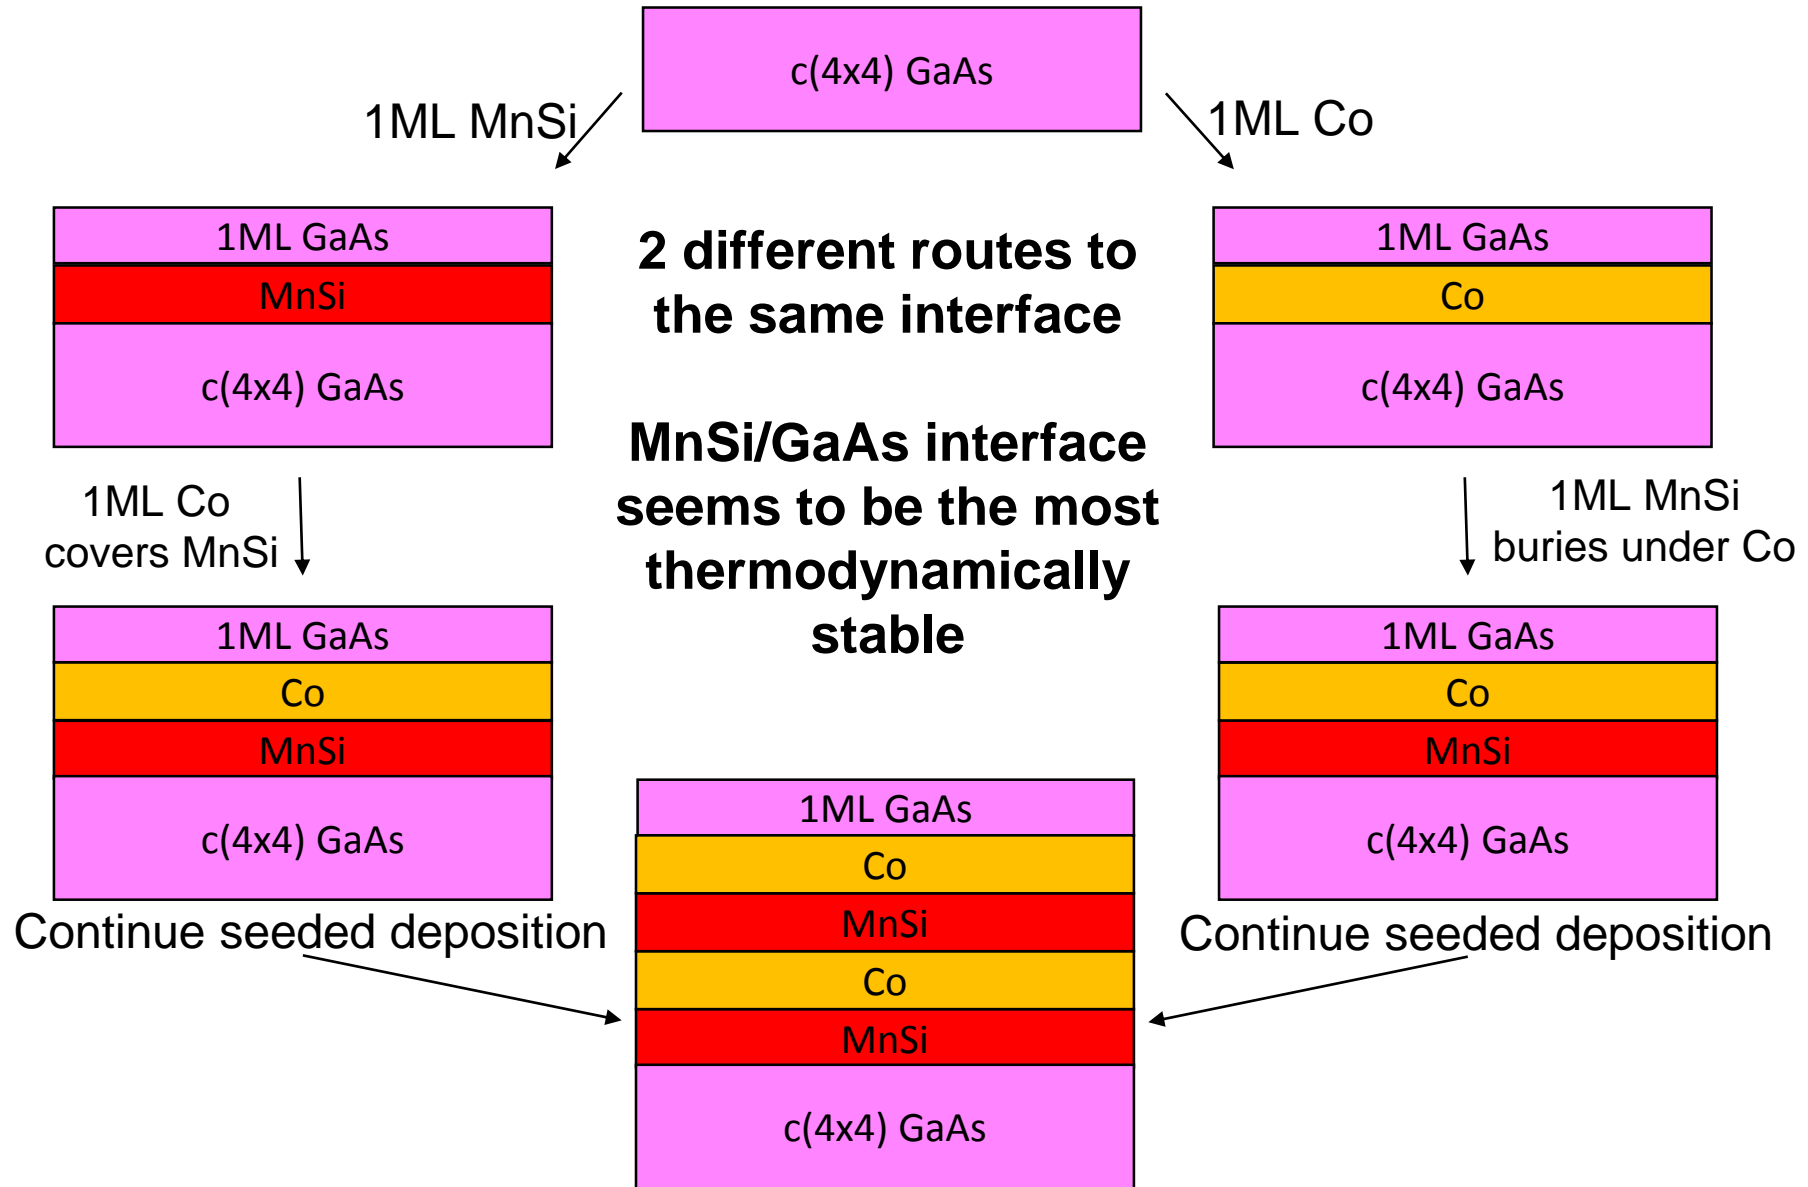 c(4x4) GaAs
1ML MnSi
1ML Co
1ML GaAs
MnSi
c(4x4) GaAs
2 different routes to
the same interface
MnSi/GaAs interface
seems to be the most
thermodynamically
stable
1ML GaAs
Co
c(4x4) GaAs
1ML Co
covers MnSi
1ML MnSi
buries under Co
1ML GaAs
Co
MnSi
c(4x4) GaAs
Continue seeded deposition
1ML GaAs
Co
MnSi
c(4x4) GaAs
Continue seeded deposition
1ML GaAs
Co
MnSi
Co
MnSi
c(4x4) GaAs